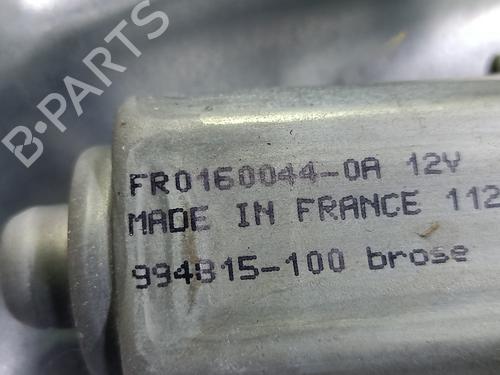 B-PARTS
FR0160044-0A 12V
MADE IN FRANCE 112
994815-100 brose